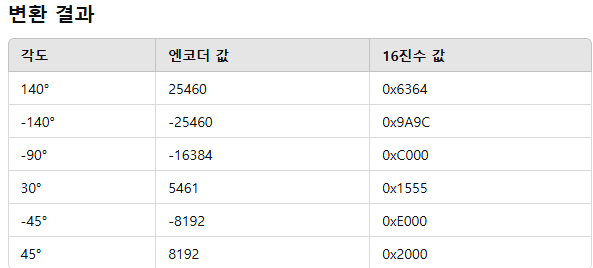 변환 결과
각도 엔코더 값 16진수 값
140° 25460 0x6364
-140° -25460 0x9A9C
-90° -16384 0xC000
30° 5461 0x1555
-45° -8192 0xE000
45° 8192 0x2000